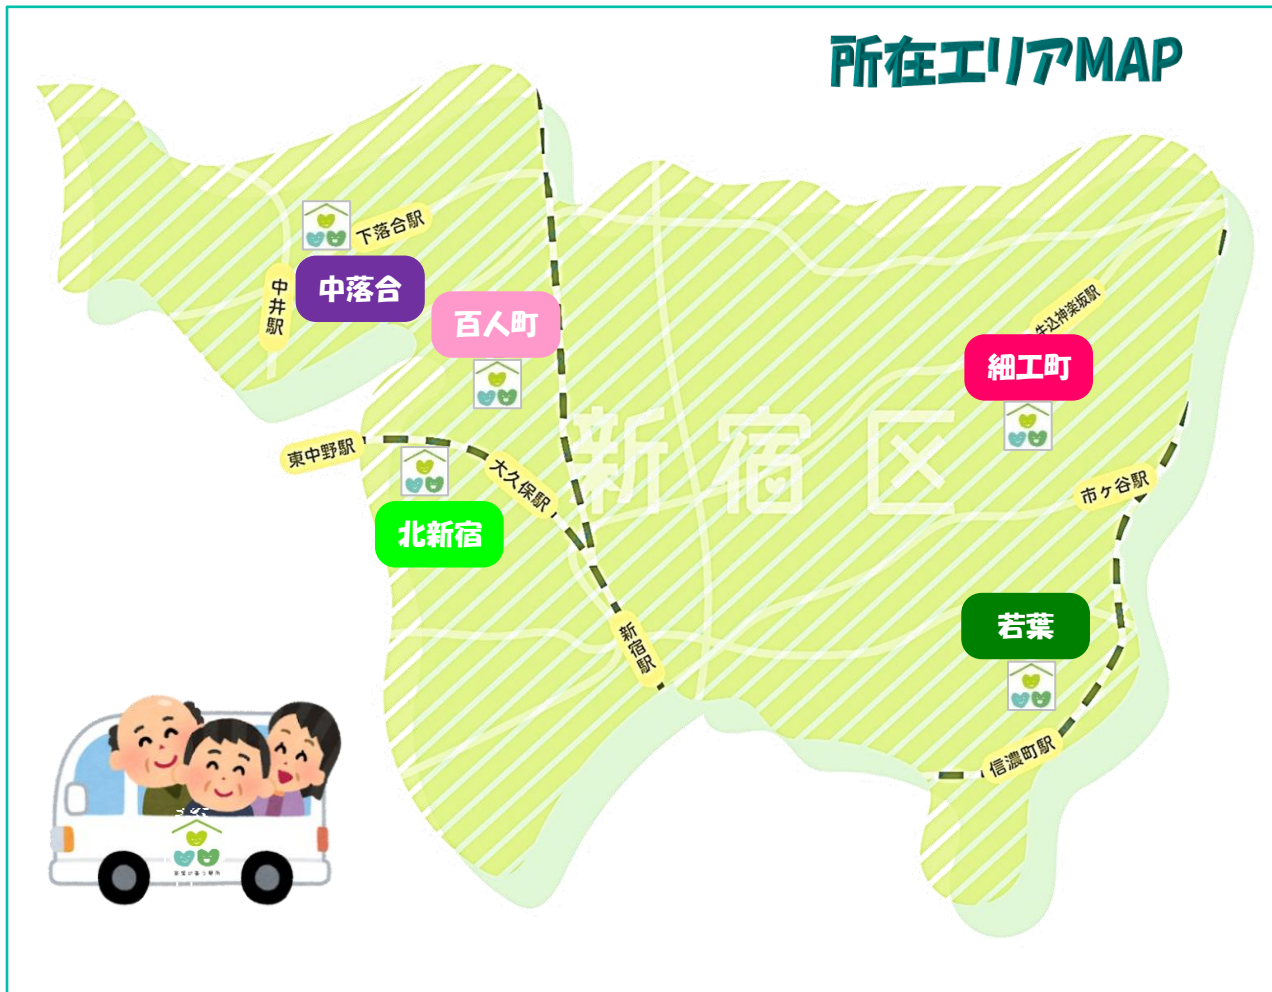 所在エリアMAP
下落合駅
中落合
中井駅
百人町
牛込神楽坂駅
細工町
新宿区
東中野駅
大久保駅
北新宿
市ヶ谷駅
若葉
新宿駅
信濃町駅